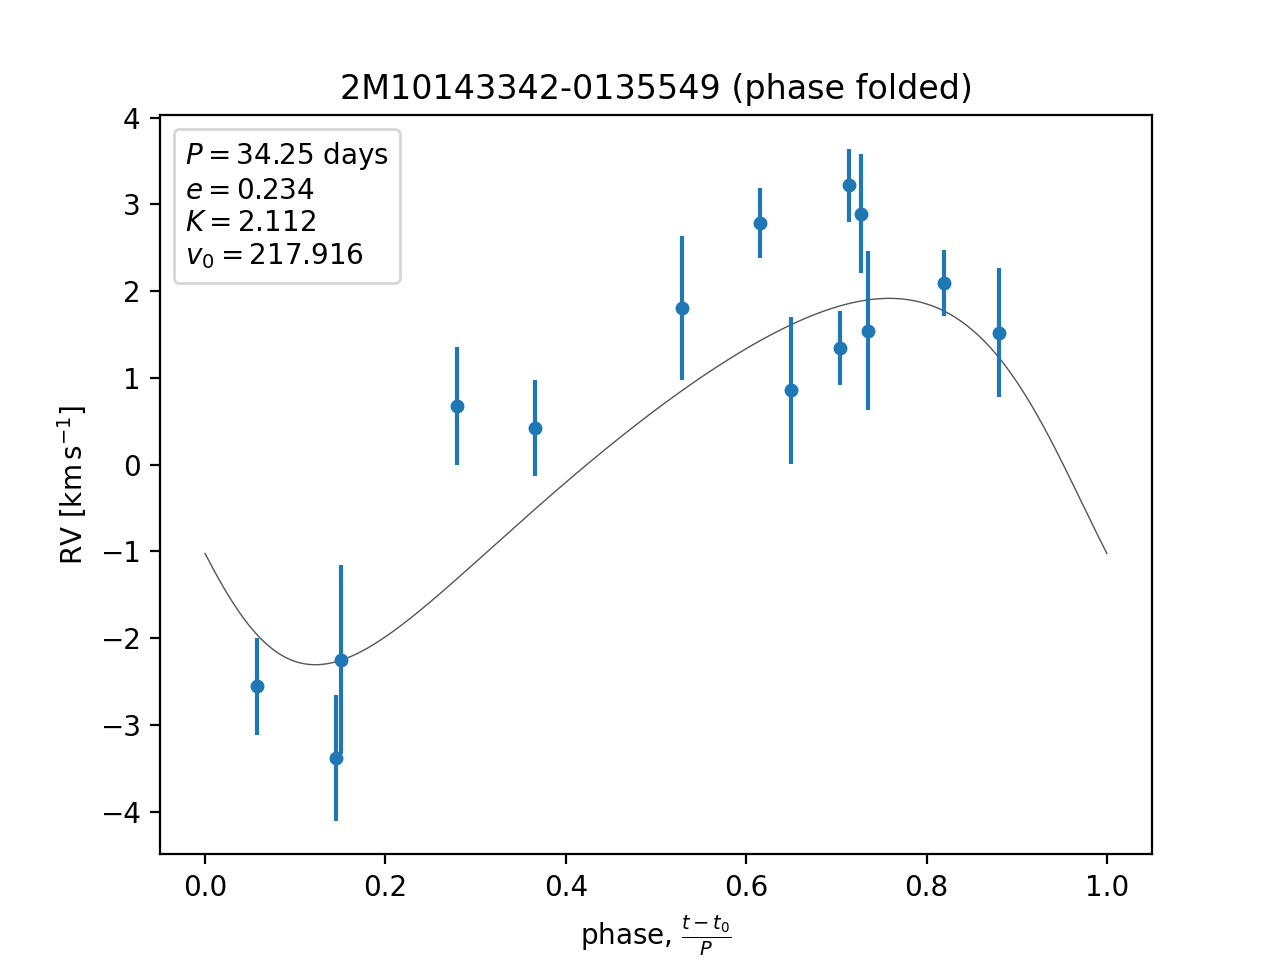 2M10143342-0135549 (phase folded)
P = 34.25 days
e = 0.234
K = 2.112
v₀ = 217.916
RV [km s⁻¹]
4
3
2
1
0
−1
−2
−3
−4
0.0 0.2 0.4 0.6 0.8 1.0
phase, (t − t₀)/P